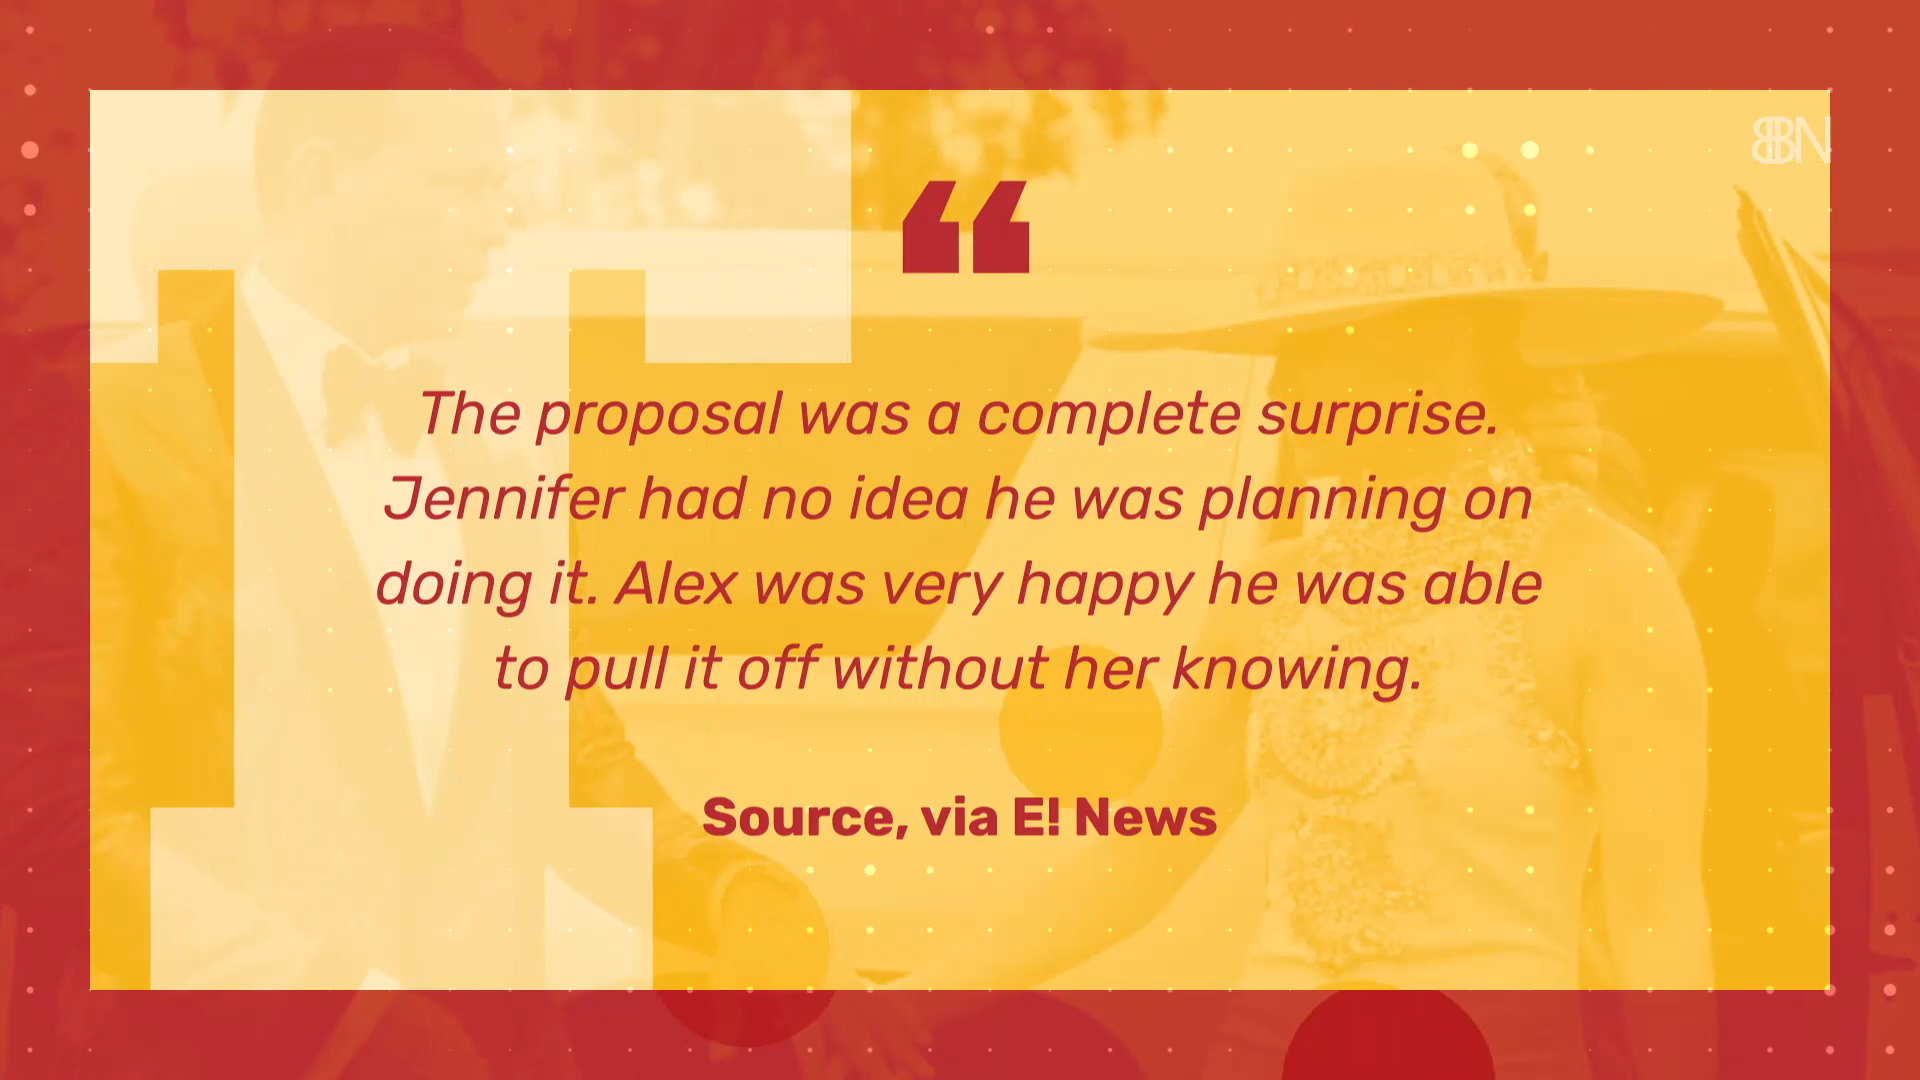 BBN
“
The proposal was a complete surprise.
Jennifer had no idea he was planning on
doing it. Alex was very happy he was able
to pull it off without her knowing.
Source, via E! News
T